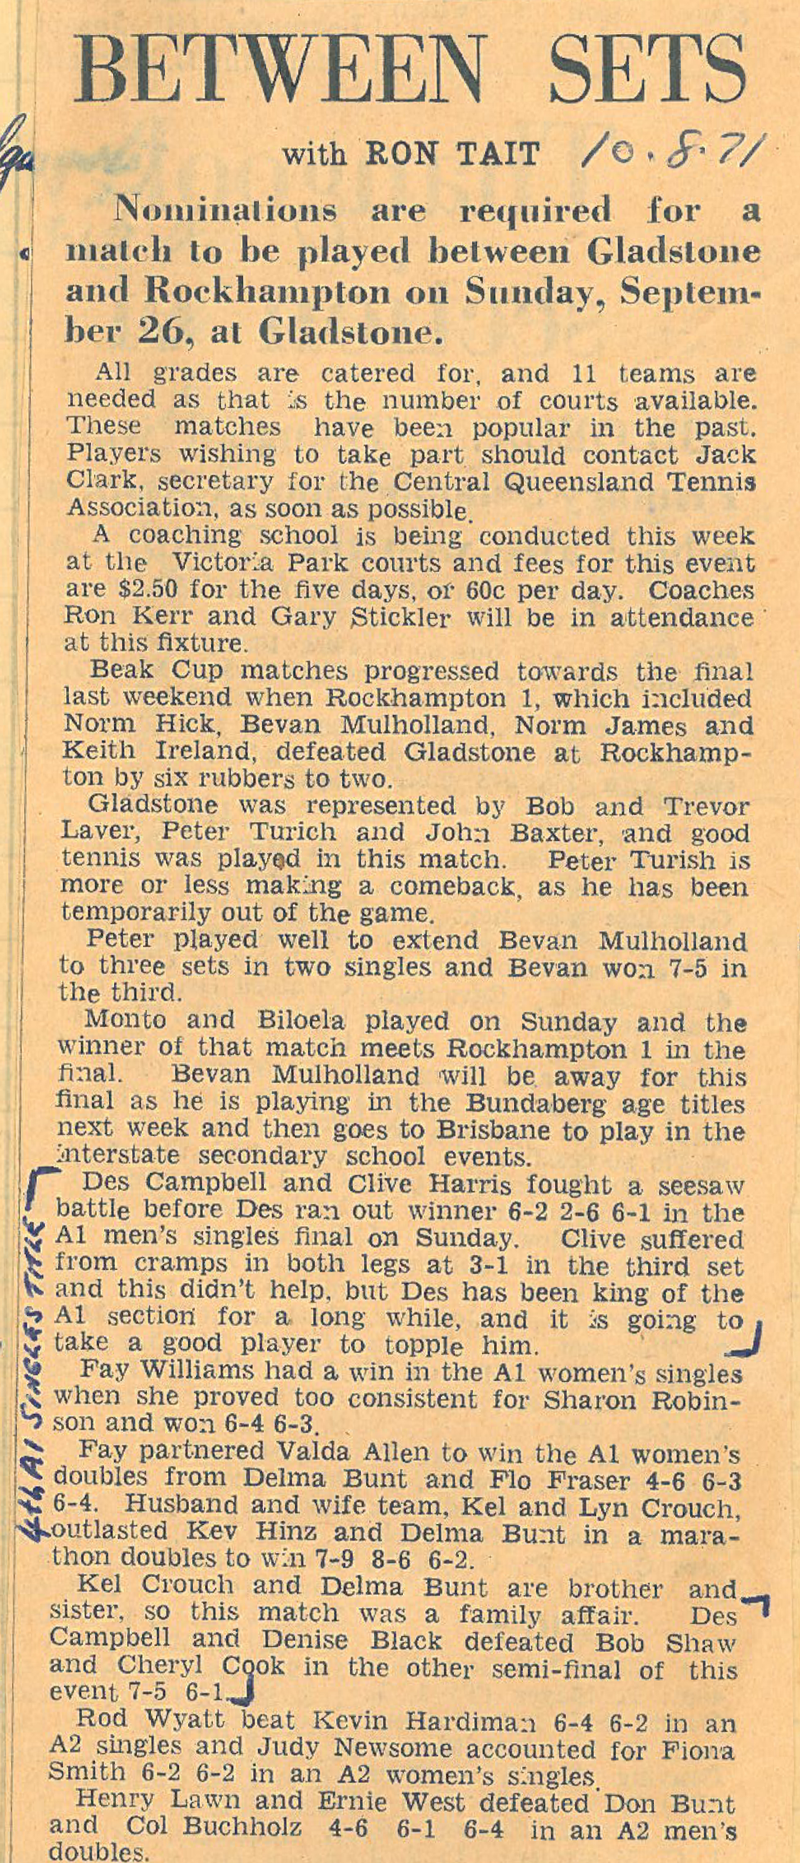 BETWEEN SETS
with RON TAIT 10.8.71
Nominations are required for a
match to be played between Gladstone
and Rockhampton on Sunday, Septem-
ber 26, at Gladstone.
All grades are catered for, and 11 teams are
needed as that is the number of courts available.
These matches have been popular in the past.
Players wishing to take part should contact Jack
Clark, secretary for the Central Queensland Tennis
Association, as soon as possible.
A coaching school is being conducted this week
at the Victoria Park courts and fees for this event
are $2.50 for the five days, or 60c per day. Coaches
Ron Kerr and Gary Stickler will be in attendance
at this fixture.
Beak Cup matches progressed towards the final
last weekend when Rockhampton 1, which included
Norm Hick, Bevan Mulholland, Norm James and
Keith Ireland, defeated Gladstone at Rockhamp-
ton by six rubbers to two.
Gladstone was represented by Bob and Trevor
Laver, Peter Turich and John Baxter, and good
tennis was played in this match. Peter Turish is
more or less making a comeback, as he has been
temporarily out of the game.
Peter played well to extend Bevan Mulholland
to three sets in two singles and Bevan won 7-5 in
the third.
Monto and Biloela played on Sunday and the
winner of that match meets Rockhampton 1 in the
final. Bevan Mulholland will be away for this
final as he is playing in the Bundaberg age titles
next week and then goes to Brisbane to play in the
interstate secondary school events.
Des Campbell and Clive Harris fought a seesaw
battle before Des ran out winner 6-2 2-6 6-1 in the
A1 men's singles final on Sunday. Clive suffered
from cramps in both legs at 3-1 in the third set
and this didn't help, but Des has been king of the
A1 section for a long while, and it is going to
take a good player to topple him.
4th A1 SINGLES TITLE
Fay Williams had a win in the A1 women's singles
when she proved too consistent for Sharon Robin-
son and won 6-4 6-3.
Fay partnered Valda Allen to win the A1 women's
doubles from Delma Bunt and Flo Fraser 4-6 6-3
6-4. Husband and wife team, Kel and Lyn Crouch,
outlasted Kev Hinz and Delma Bunt in a mara-
thon doubles to win 7-9 8-6 6-2.
Kel Crouch and Delma Bunt are brother and
sister, so this match was a family affair. Des
Campbell and Denise Black defeated Bob Shaw
and Cheryl Cook in the other semi-final of this
event 7-5 6-1.
Rod Wyatt beat Kevin Hardiman 6-4 6-2 in an
A2 singles and Judy Newsome accounted for Fiona
Smith 6-2 6-2 in an A2 women's singles.
Henry Lawn and Ernie West defeated Don Bunt
and Col Buchholz 4-6 6-1 6-4 in an A2 men's
doubles.